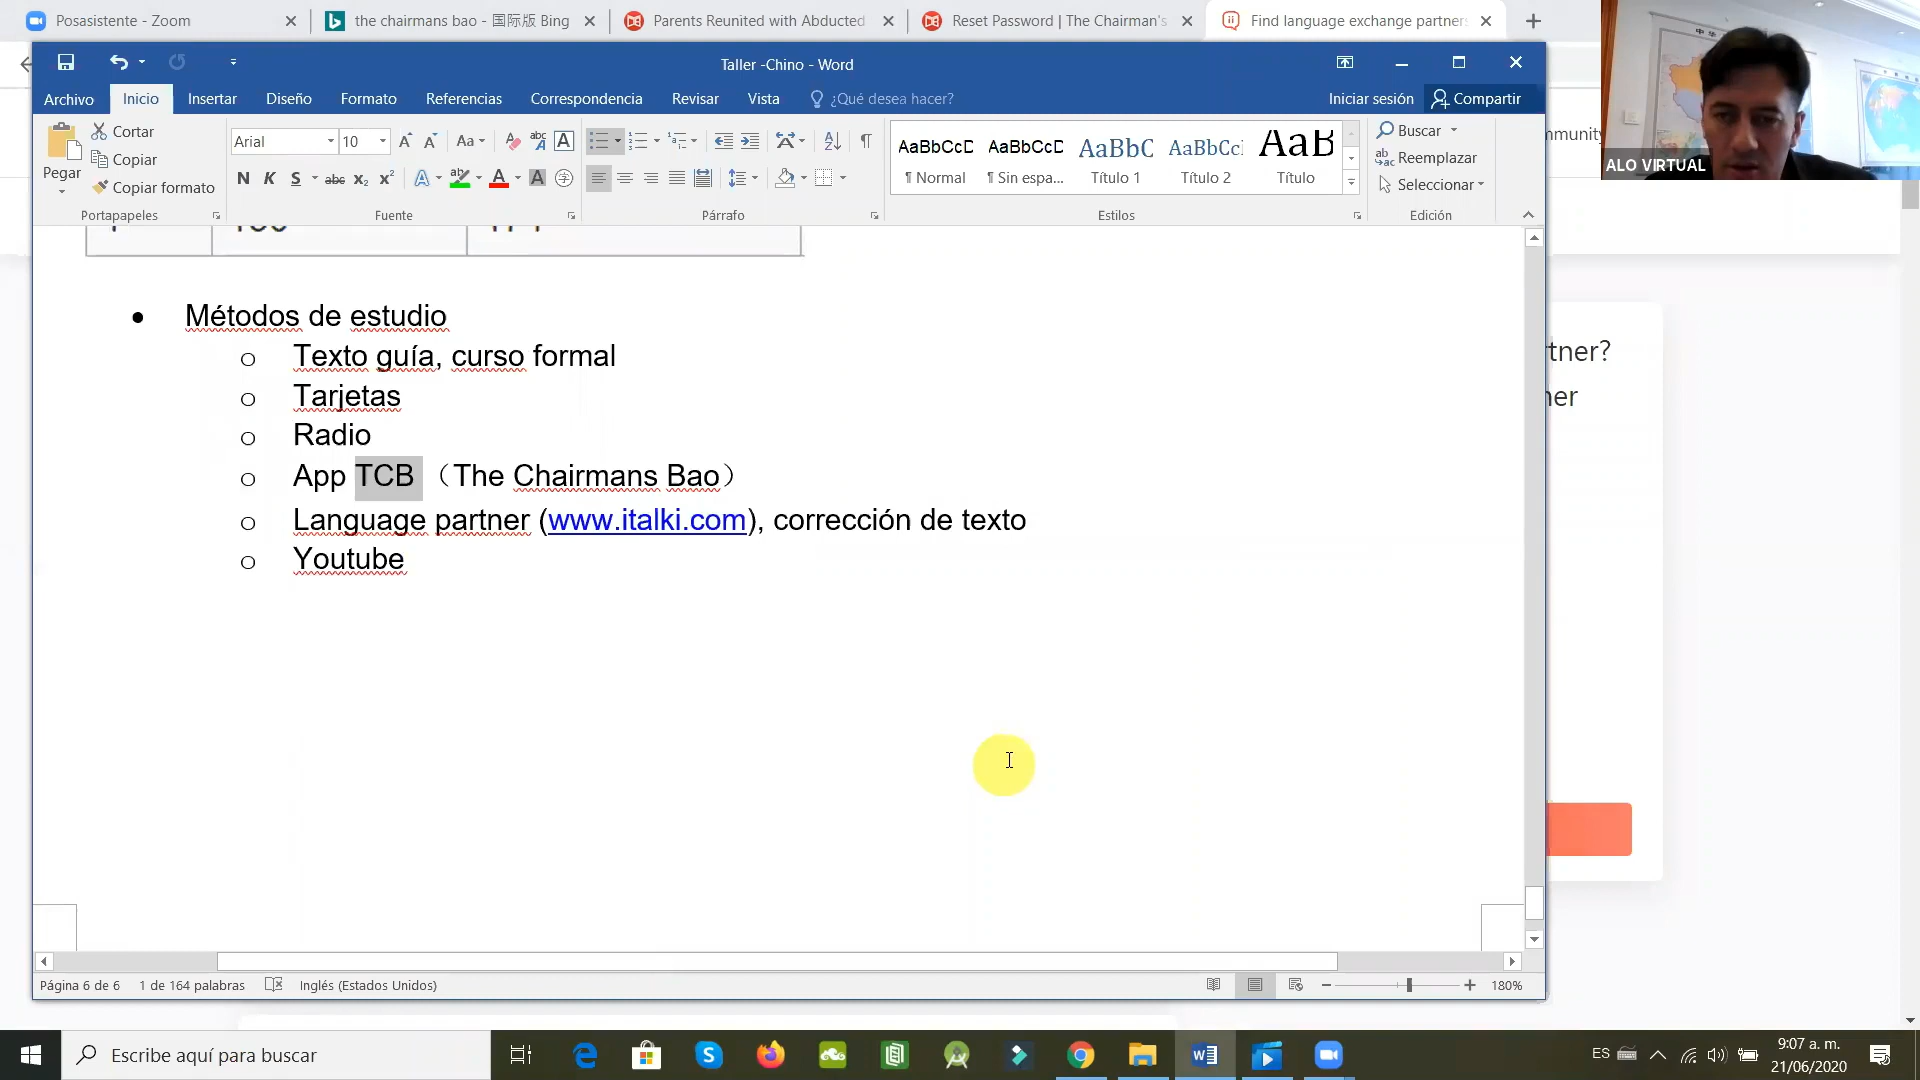 Posasistente - Zoom
the chairmans bao - 国际版 Bing
Parents Reunited with Abducted
Reset Password | The Chairman's
Find language exchange partners
Taller -Chino - Word
Archivo Inicio Insertar Diseño Formato Referencias Correspondencia Revisar Vista ¿Qué desea hacer? Iniciar sesión Compartir
Pegar
Cortar
Copiar
Copiar formato
Portapapeles
Arial 10
N K S abc
Fuente
Párrafo
AaBbCcD AaBbCcD AaBbC AaBbCcI AaB
¶ Normal ¶ Sin espa... Título 1 Título 2 Título
Estilos
Buscar
Reemplazar
Seleccionar
Edición
ALO VIRTUAL
mmunity
tner?
ner
• Métodos de estudio
o Texto guía, curso formal
o Tarjetas
o Radio
o App TCB （The Chairmans Bao）
o Language partner (www.italki.com), corrección de texto
o Youtube
Página 6 de 6 1 de 164 palabras Inglés (Estados Unidos) 180%
Escribe aquí para buscar
ES
9:07 a. m.
21/06/2020